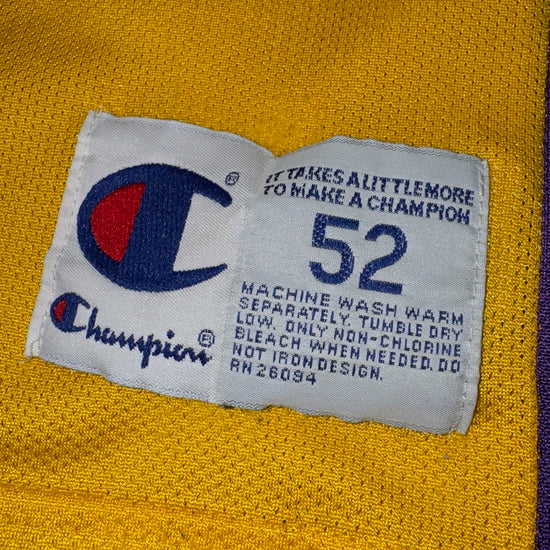 Champion®
®
IT TAKES A LITTLE MORE
TO MAKE A CHAMPION
52
MACHINE WASH WARM
SEPARATELY. TUMBLE DRY
LOW. ONLY NON-CHLORINE
BLEACH WHEN NEEDED. DO
NOT IRON DESIGN.
RN 26094